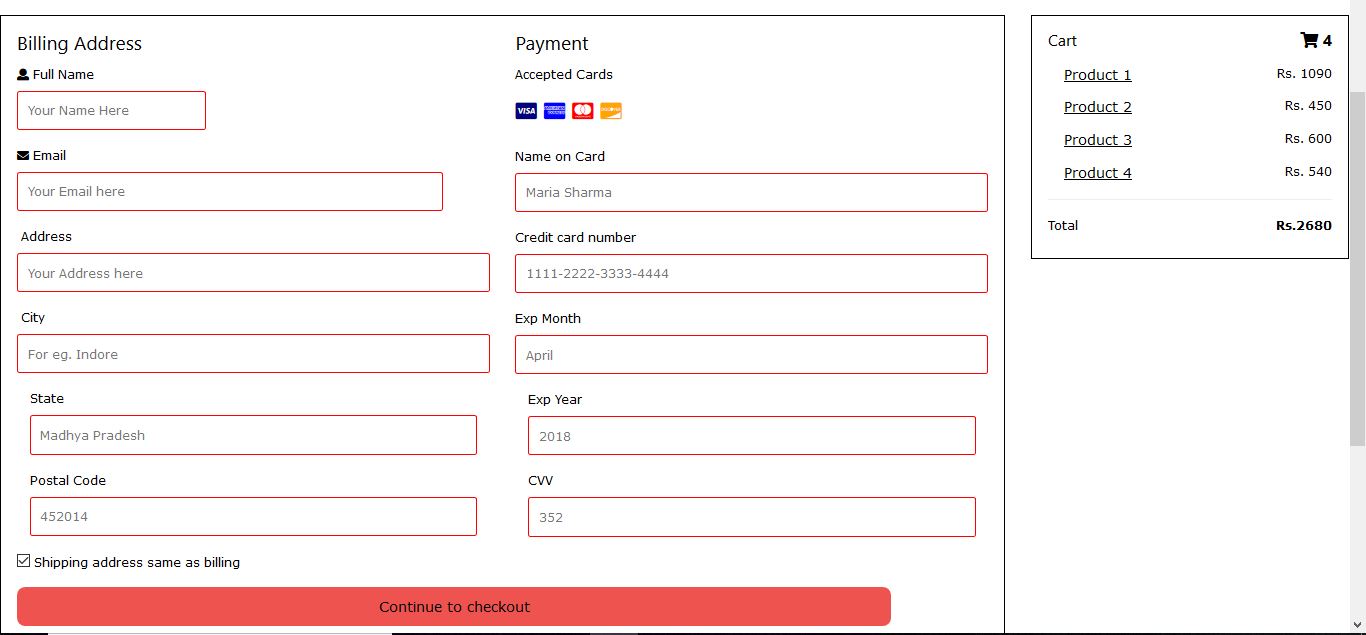 Billing Address
Full Name
Your Name Here
Email
Your Email here
Address
Your Address here
City
For eg. Indore
State
Madhya Pradesh
Postal Code
452014
Shipping address same as billing
Continue to checkout
Payment
Accepted Cards
VISA
Name on Card
Maria Sharma
Credit card number
1111-2222-3333-4444
Exp Month
April
Exp Year
2018
CVV
352
Cart 4
Product 1 Rs. 1090
Product 2 Rs. 450
Product 3 Rs. 600
Product 4 Rs. 540
Total Rs.2680